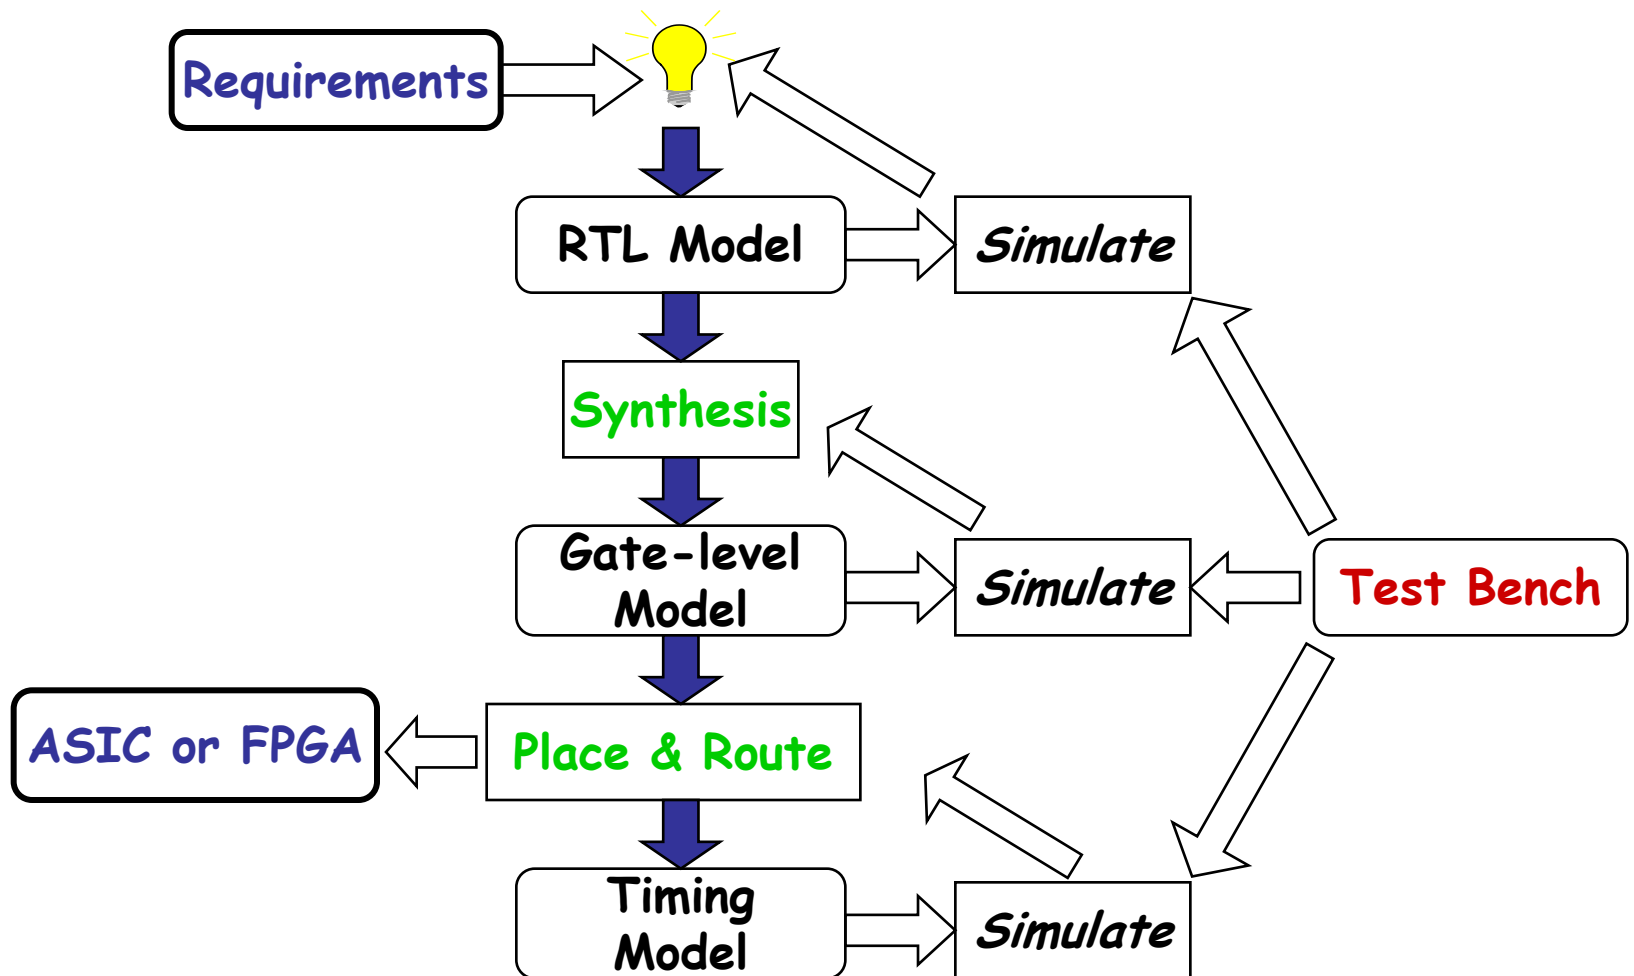 Requirements
RTL Model
Simulate
Synthesis
Gate-level
Model
Simulate
Test Bench
ASIC or FPGA
Place & Route
Timing
Model
Simulate